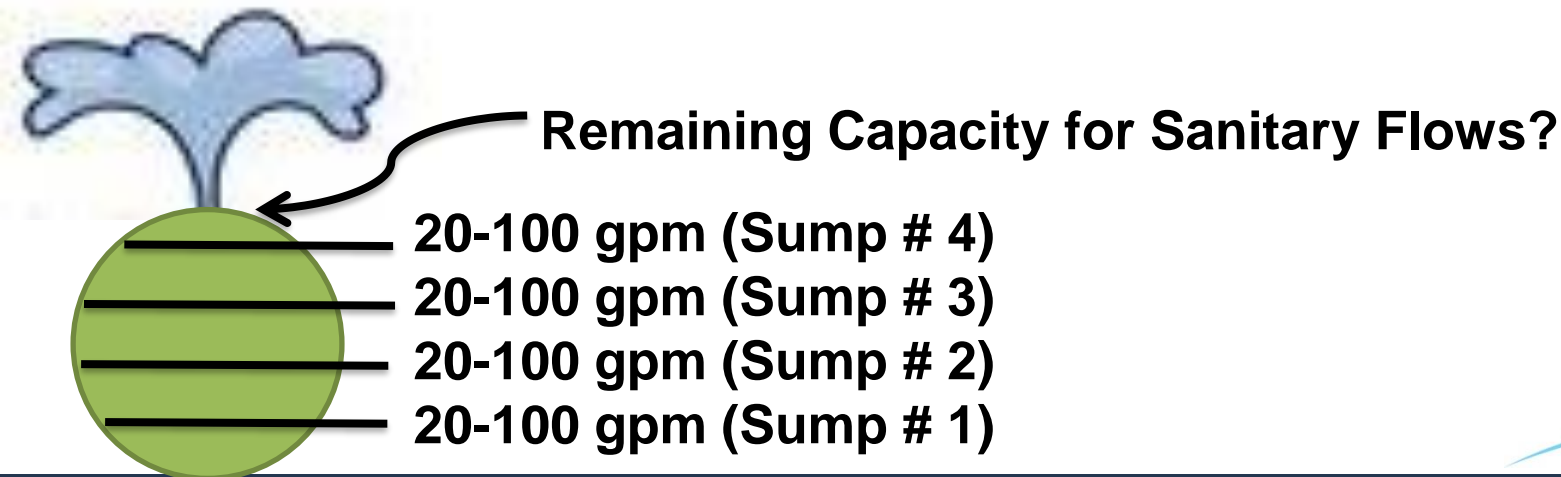 Remaining Capacity for Sanitary Flows?
20-100 gpm (Sump # 4)
20-100 gpm (Sump # 3)
20-100 gpm (Sump # 2)
20-100 gpm (Sump # 1)